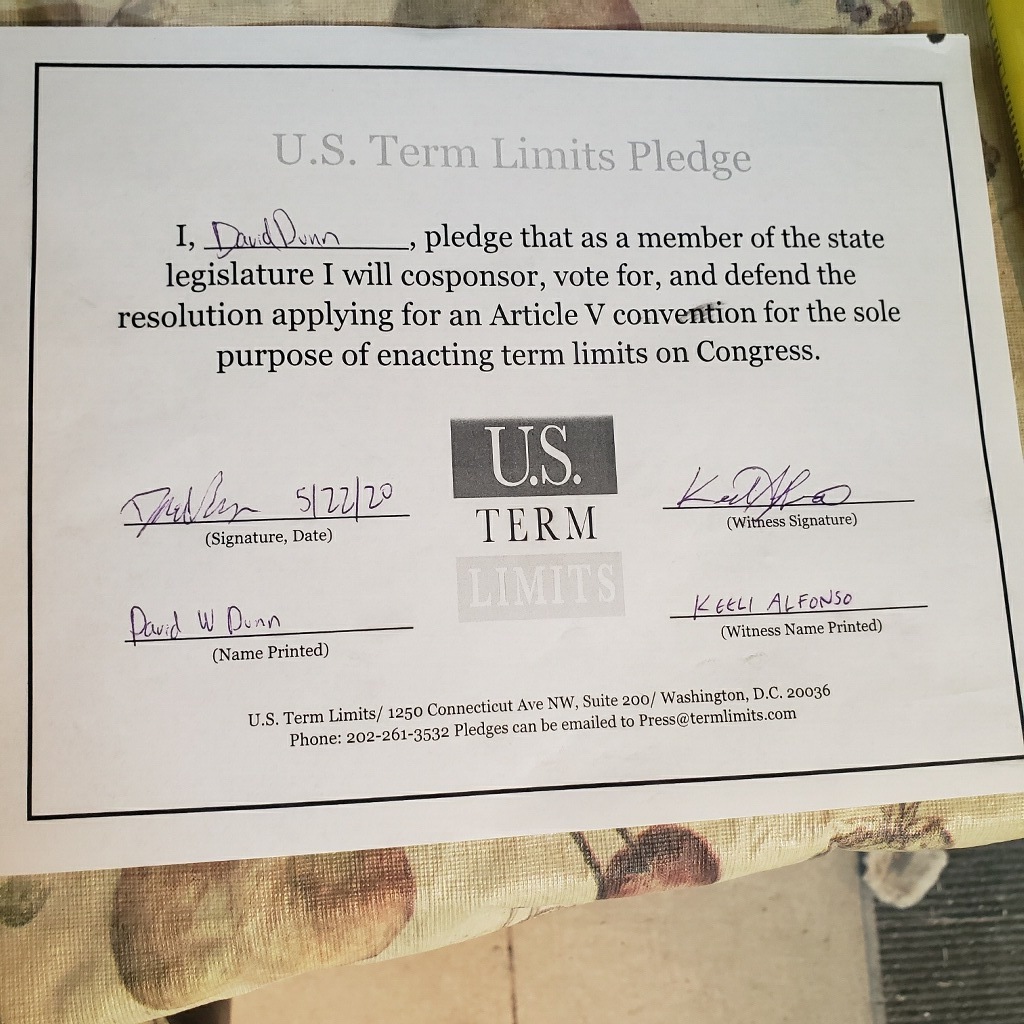 U.S. Term Limits Pledge
I, David Dunn, pledge that as a member of the state
legislature I will cosponsor, vote for, and defend the
resolution applying for an Article V convention for the sole
purpose of enacting term limits on Congress.
5/22/20
(Signature, Date)
U.S.
TERM
LIMITS
(Witness Signature)
David W Dunn
(Name Printed)
KEELI ALFONSO
(Witness Name Printed)
U.S. Term Limits/ 1250 Connecticut Ave NW, Suite 200/ Washington, D.C. 20036
Phone: 202-261-3532 Pledges can be emailed to Press@termlimits.com